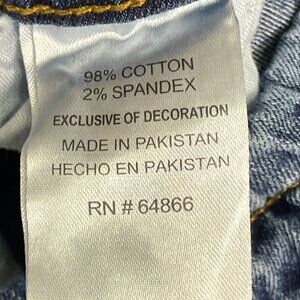 98% COTTON
2% SPANDEX
EXCLUSIVE OF DECORATION
MADE IN PAKISTAN
HECHO EN PAKISTAN
RN # 64866